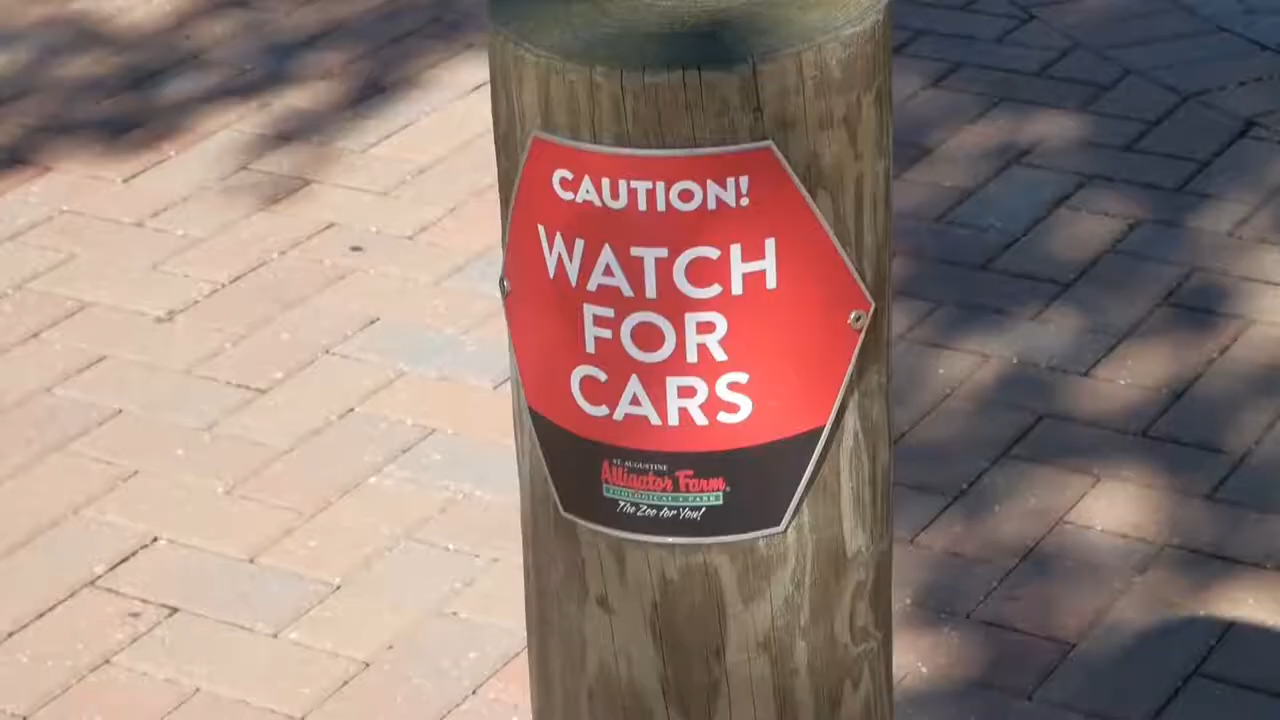 CAUTION!
WATCH
FOR
CARS
ST. AUGUSTINE
Alligator Farm®
ZOOLOGICAL • PARK
The Zoo for You!